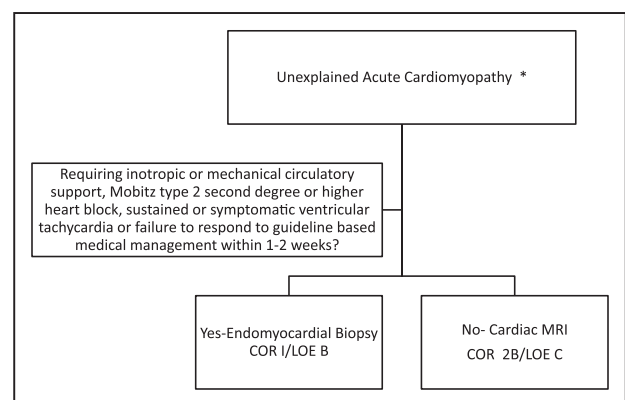 Unexplained Acute Cardiomyopathy *
Requiring inotropic or mechanical circulatory
support, Mobitz type 2 second degree or higher
heart block, sustained or symptomatic ventricular
tachycardia or failure to respond to guideline based
medical management within 1-2 weeks?
Yes-Endomyocardial Biopsy
COR I/LOE B
No- Cardiac MRI
COR 2B/LOE C